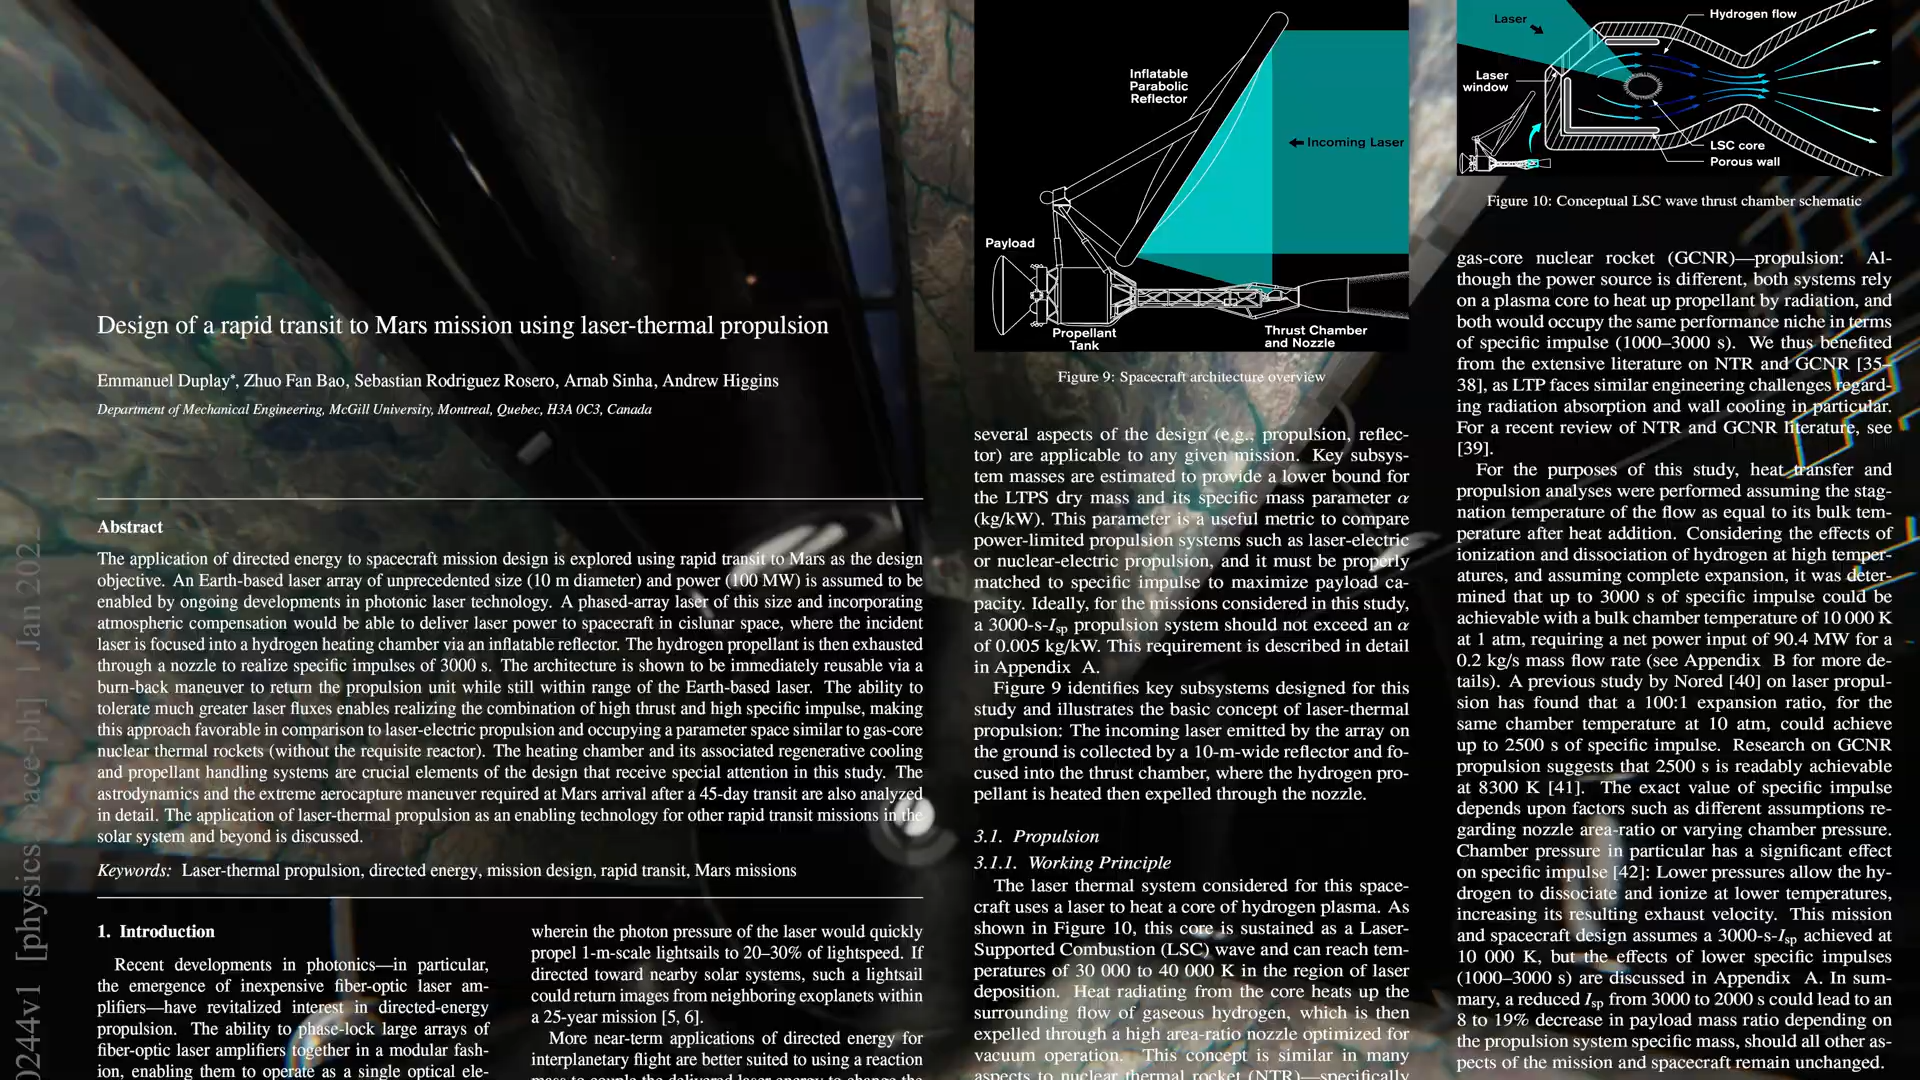 024v1 [physics.space-ph] 1 Jan 202
Design of a rapid transit to Mars mission using laser-thermal propulsion
Emmanuel Duplay*, Zhuo Fan Bao, Sebastian Rodriguez Rosero, Arnab Sinha, Andrew Higgins
Department of Mechanical Engineering, McGill University, Montreal, Quebec, H3A 0C3, Canada
Abstract
The application of directed energy to spacecraft mission design is explored using rapid transit to Mars as the design
objective. An Earth-based laser array of unprecedented size (10 m diameter) and power (100 MW) is assumed to be
enabled by ongoing developments in photonic laser technology. A phased-array laser of this size and incorporating
atmospheric compensation would be able to deliver laser power to spacecraft in cislunar space, where the incident
laser is focused into a hydrogen heating chamber via an inflatable reflector. The hydrogen propellant is then exhausted
through a nozzle to realize specific impulses of 3000 s. The architecture is shown to be immediately reusable via a
burn-back maneuver to return the propulsion unit while still within range of the Earth-based laser. The ability to
tolerate much greater laser fluxes enables realizing the combination of high thrust and high specific impulse, making
this approach favorable in comparison to laser-electric propulsion and occupying a parameter space similar to gas-core
nuclear thermal rockets (without the requisite reactor). The heating chamber and its associated regenerative cooling
and propellant handling systems are crucial elements of the design that receive special attention in this study. The
astrodynamics and the extreme aerocapture maneuver required at Mars arrival after a 45-day transit are also analyzed
in detail. The application of laser-thermal propulsion as an enabling technology for other rapid transit missions in the
solar system and beyond is discussed.
Keywords: Laser-thermal propulsion, directed energy, mission design, rapid transit, Mars missions
1. Introduction
Recent developments in photonics—in particular,
the emergence of inexpensive fiber-optic laser am-
plifiers—have revitalized interest in directed-energy
propulsion. The ability to phase-lock large arrays of
fiber-optic laser amplifiers together in a modular fash-
ion, enabling them to operate as a single optical ele-
wherein the photon pressure of the laser would quickly
propel 1-m-scale lightsails to 20–30% of lightspeed. If
directed toward nearby solar systems, such a lightsail
could return images from neighboring exoplanets within
a 25-year mission [5, 6].
More near-term applications of directed energy for
interplanetary flight are better suited to using a reaction
mass to couple the delivered laser energy to change the
Inflatable
Parabolic
Reflector
Incoming Laser
Payload
Propellant
Tank
Thrust Chamber
and Nozzle
Figure 9: Spacecraft architecture overview
several aspects of the design (e.g., propulsion, reflec-
tor) are applicable to any given mission. Key subsys-
tem masses are estimated to provide a lower bound for
the LTPS dry mass and its specific mass parameter α
(kg/kW). This parameter is a useful metric to compare
power-limited propulsion systems such as laser-electric
or nuclear-electric propulsion, and it must be properly
matched to specific impulse to maximize payload ca-
pacity. Ideally, for the missions considered in this study,
a 3000-s-Isp propulsion system should not exceed an α
of 0.005 kg/kW. This requirement is described in detail
in Appendix A.
Figure 9 identifies key subsystems designed for this
study and illustrates the basic concept of laser-thermal
propulsion: The incoming laser emitted by the array on
the ground is collected by a 10-m-wide reflector and fo-
cused into the thrust chamber, where the hydrogen pro-
pellant is heated then expelled through the nozzle.
3.1. Propulsion
3.1.1. Working Principle
The laser thermal system considered for this space-
craft uses a laser to heat a core of hydrogen plasma. As
shown in Figure 10, this core is sustained as a Laser-
Supported Combustion (LSC) wave and can reach tem-
peratures of 30 000 to 40 000 K in the region of laser
deposition. Heat radiating from the core heats up the
surrounding flow of gaseous hydrogen, which is then
expelled through a high area-ratio nozzle optimized for
vacuum operation. This concept is similar in many
aspects to nuclear thermal rocket (NTR)—specifically
Laser
Hydrogen flow
Laser
window
LSC core
Porous wall
Figure 10: Conceptual LSC wave thrust chamber schematic
gas-core nuclear rocket (GCNR)—propulsion: Al-
though the power source is different, both systems rely
on a plasma core to heat up propellant by radiation, and
both would occupy the same performance niche in terms
of specific impulse (1000–3000 s). We thus benefited
from the extensive literature on NTR and GCNR [35–
38], as LTP faces similar engineering challenges regard-
ing radiation absorption and wall cooling in particular.
For a recent review of NTR and GCNR literature, see
[39].
For the purposes of this study, heat transfer and
propulsion analyses were performed assuming the stag-
nation temperature of the flow as equal to its bulk tem-
perature after heat addition. Considering the effects of
ionization and dissociation of hydrogen at high temper-
atures, and assuming complete expansion, it was deter-
mined that up to 3000 s of specific impulse could be
achievable with a bulk chamber temperature of 10 000 K
at 1 atm, requiring a net power input of 90.4 MW for a
0.2 kg/s mass flow rate (see Appendix B for more de-
tails). A previous study by Nored [40] on laser propul-
sion has found that a 100:1 expansion ratio, for the
same chamber temperature at 10 atm, could achieve
up to 2500 s of specific impulse. Research on GCNR
propulsion suggests that 2500 s is readably achievable
at 8300 K [41]. The exact value of specific impulse
depends upon factors such as different assumptions re-
garding nozzle area-ratio or varying chamber pressure.
Chamber pressure in particular has a significant effect
on specific impulse [42]: Lower pressures allow the hy-
drogen to dissociate and ionize at lower temperatures,
increasing its resulting exhaust velocity. This mission
and spacecraft design assumes a 3000-s-Isp achieved at
10 000 K, but the effects of lower specific impulses
(1000–3000 s) are discussed in Appendix A. In sum-
mary, a reduced Isp from 3000 to 2000 s could lead to an
8 to 19% decrease in payload mass ratio depending on
the propulsion system specific mass, should all other as-
pects of the mission and spacecraft remain unchanged.